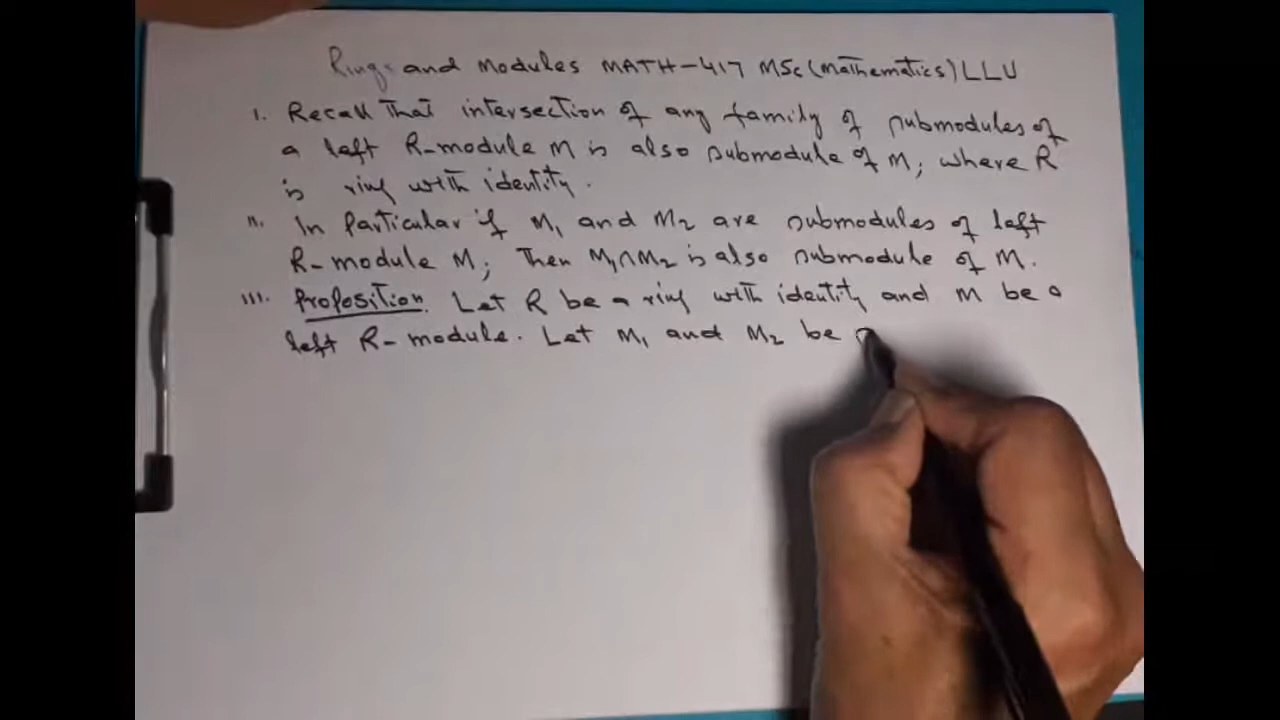 Rings and Modules MATH-417 MSc (Mathematics) LLU
I. Recall That intersection of any family of submodules of
a left R-module M is also submodule of M; where R
is ring with identity.
II. In Particular if M₁ and M₂ are submodules of left
R-module M; Then M₁∩M₂ is also submodule of M.
III. Proposition. Let R be a ring with identity and M be a
left R-module. Let M₁ and M₂ be